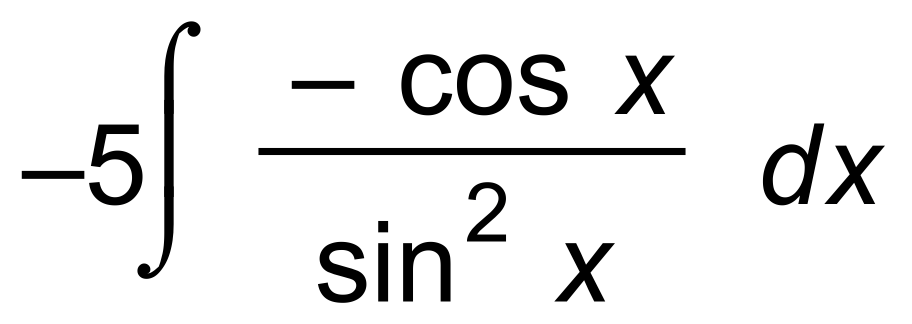 –5∫ – cos x / sin² x dx